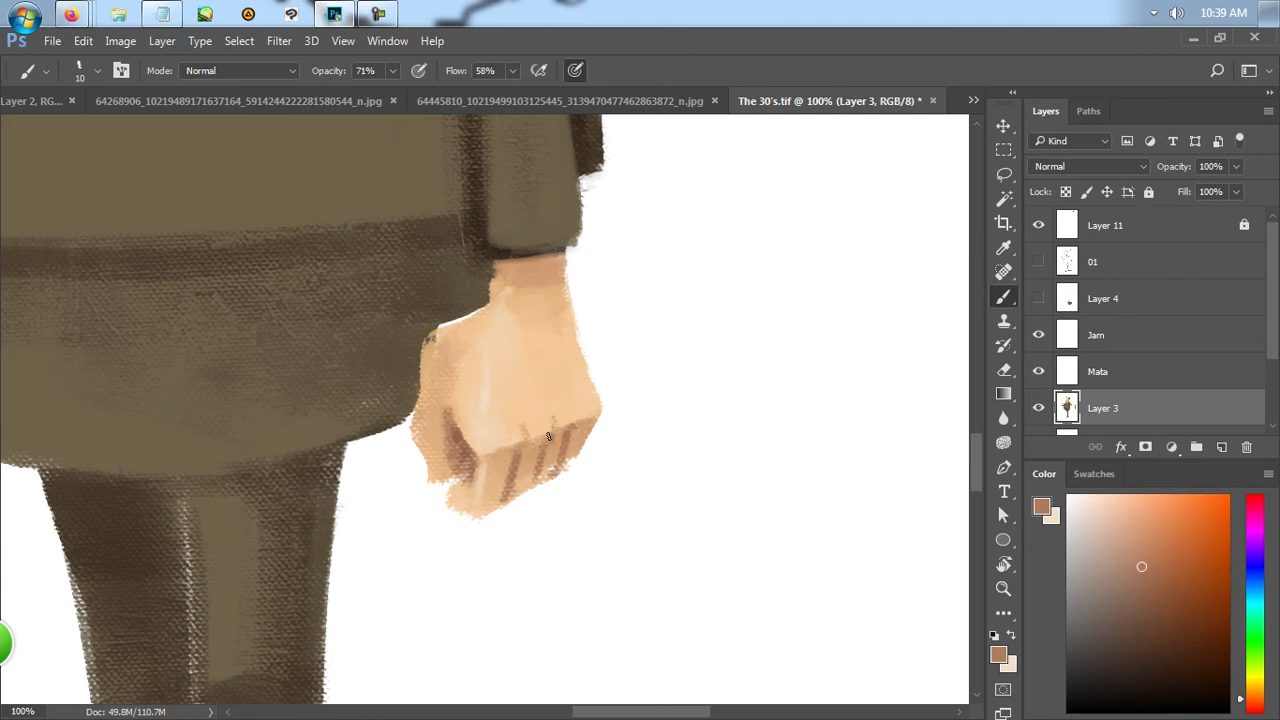 10:39 AM
Ps File Edit Image Layer Type Select Filter 3D View Window Help
10 Mode: Normal Opacity: 71% Flow: 58%
Layer 2, RG... 64268906_10219489171637164_5914244222281580544_n.jpg 64445810_10219499103125445_3139470477462863872_n.jpg The 30's.tif @ 100% (Layer 3, RGB/8) *
Layers Paths
Kind
Normal Opacity: 100%
Lock: Fill: 100%
Layer 11
01
Layer 4
Jam
Mata
Layer 3
Color Swatches
100% Doc: 49.8M/110.7M